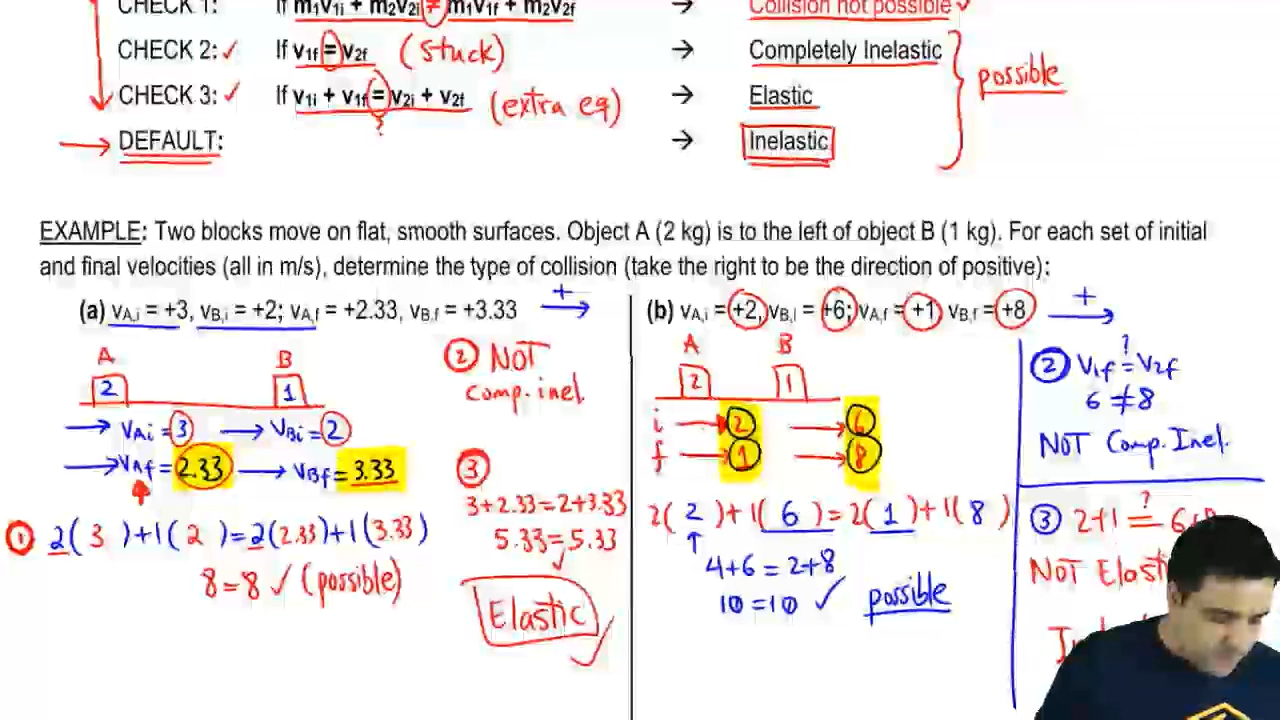 CHECK 1: If m1v1i + m2v2i ≠ m1v1f + m2v2f → Collision not possible ✓
CHECK 2: ✓ If v1f = v2f (stuck) → Completely Inelastic
CHECK 3: ✓ If v1i + v1f = v2i + v2f (extra eq) → Elastic
?
possible
→ DEFAULT: → Inelastic
EXAMPLE: Two blocks move on flat, smooth surfaces. Object A (2 kg) is to the left of object B (1 kg). For each set of initial
and final velocities (all in m/s), determine the type of collision (take the right to be the direction of positive):
(a) vA,i = +3, vB,i = +2; vA,f = +2.33, vB,f = +3.33 +→
A B
2 1
→ VAi = 3 → VBi = 2
→ VAf = 2.33 → VBf = 3.33
① 2( 3 ) + 1( 2 ) = 2(2.33) + 1(3.33)
8 = 8 ✓ (possible)
② NOT
Comp. inel.
③
3 + 2.33 = 2 + 3.33
5.33 = 5.33
✓
Elastic ✓
(b) vA,i = +2, vB,i = +6; vA,f = +1 vB,f = +8 +→
A B
2 1
i → 2 → 6
f → 1 → 8
2( 2 ) + 1( 6 ) = 2( 1 ) + 1( 8 )
4 + 6 = 2 + 8
10 = 10 ✓ possible
② V1f =? V2f
6 ≠ 8
NOT Comp. Inel.
③ 2 + 1 =? 6
NOT Elast